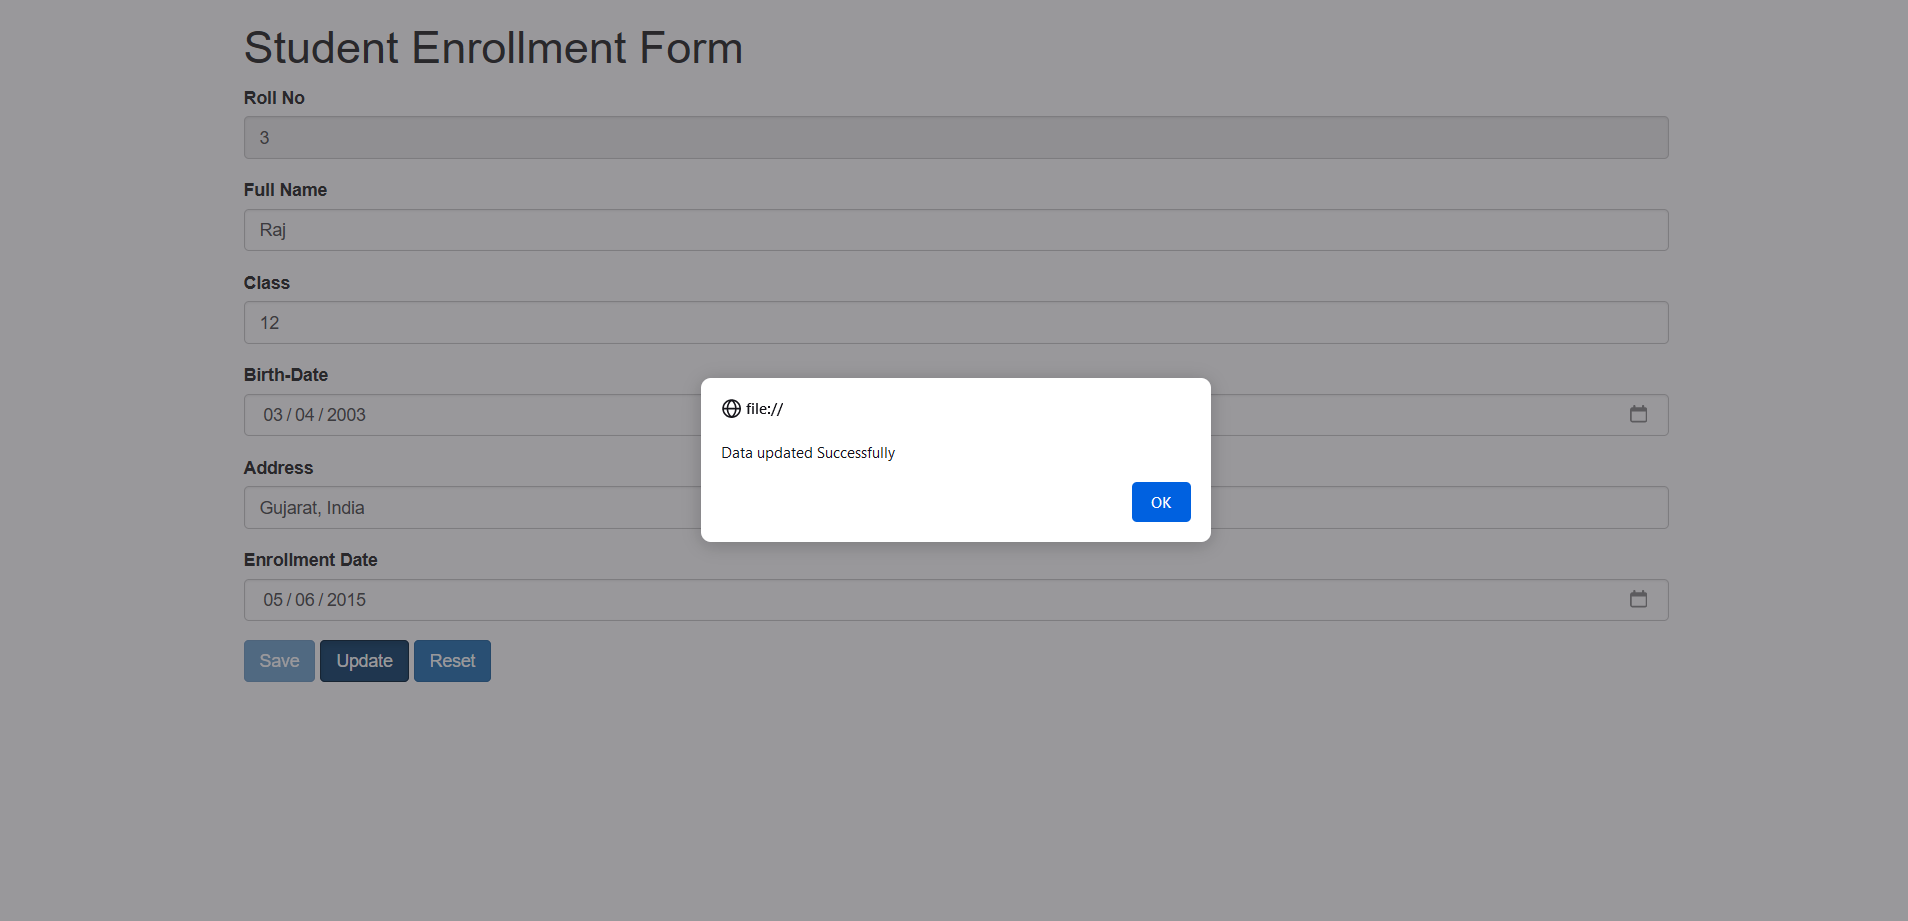 Student Enrollment Form
Roll No
3
Full Name
Raj
Class
12
Birth-Date
03 / 04 / 2003
file://
Data updated Successfully
OK
Address
Gujarat, India
Enrollment Date
05 / 06 / 2015
Save Update Reset